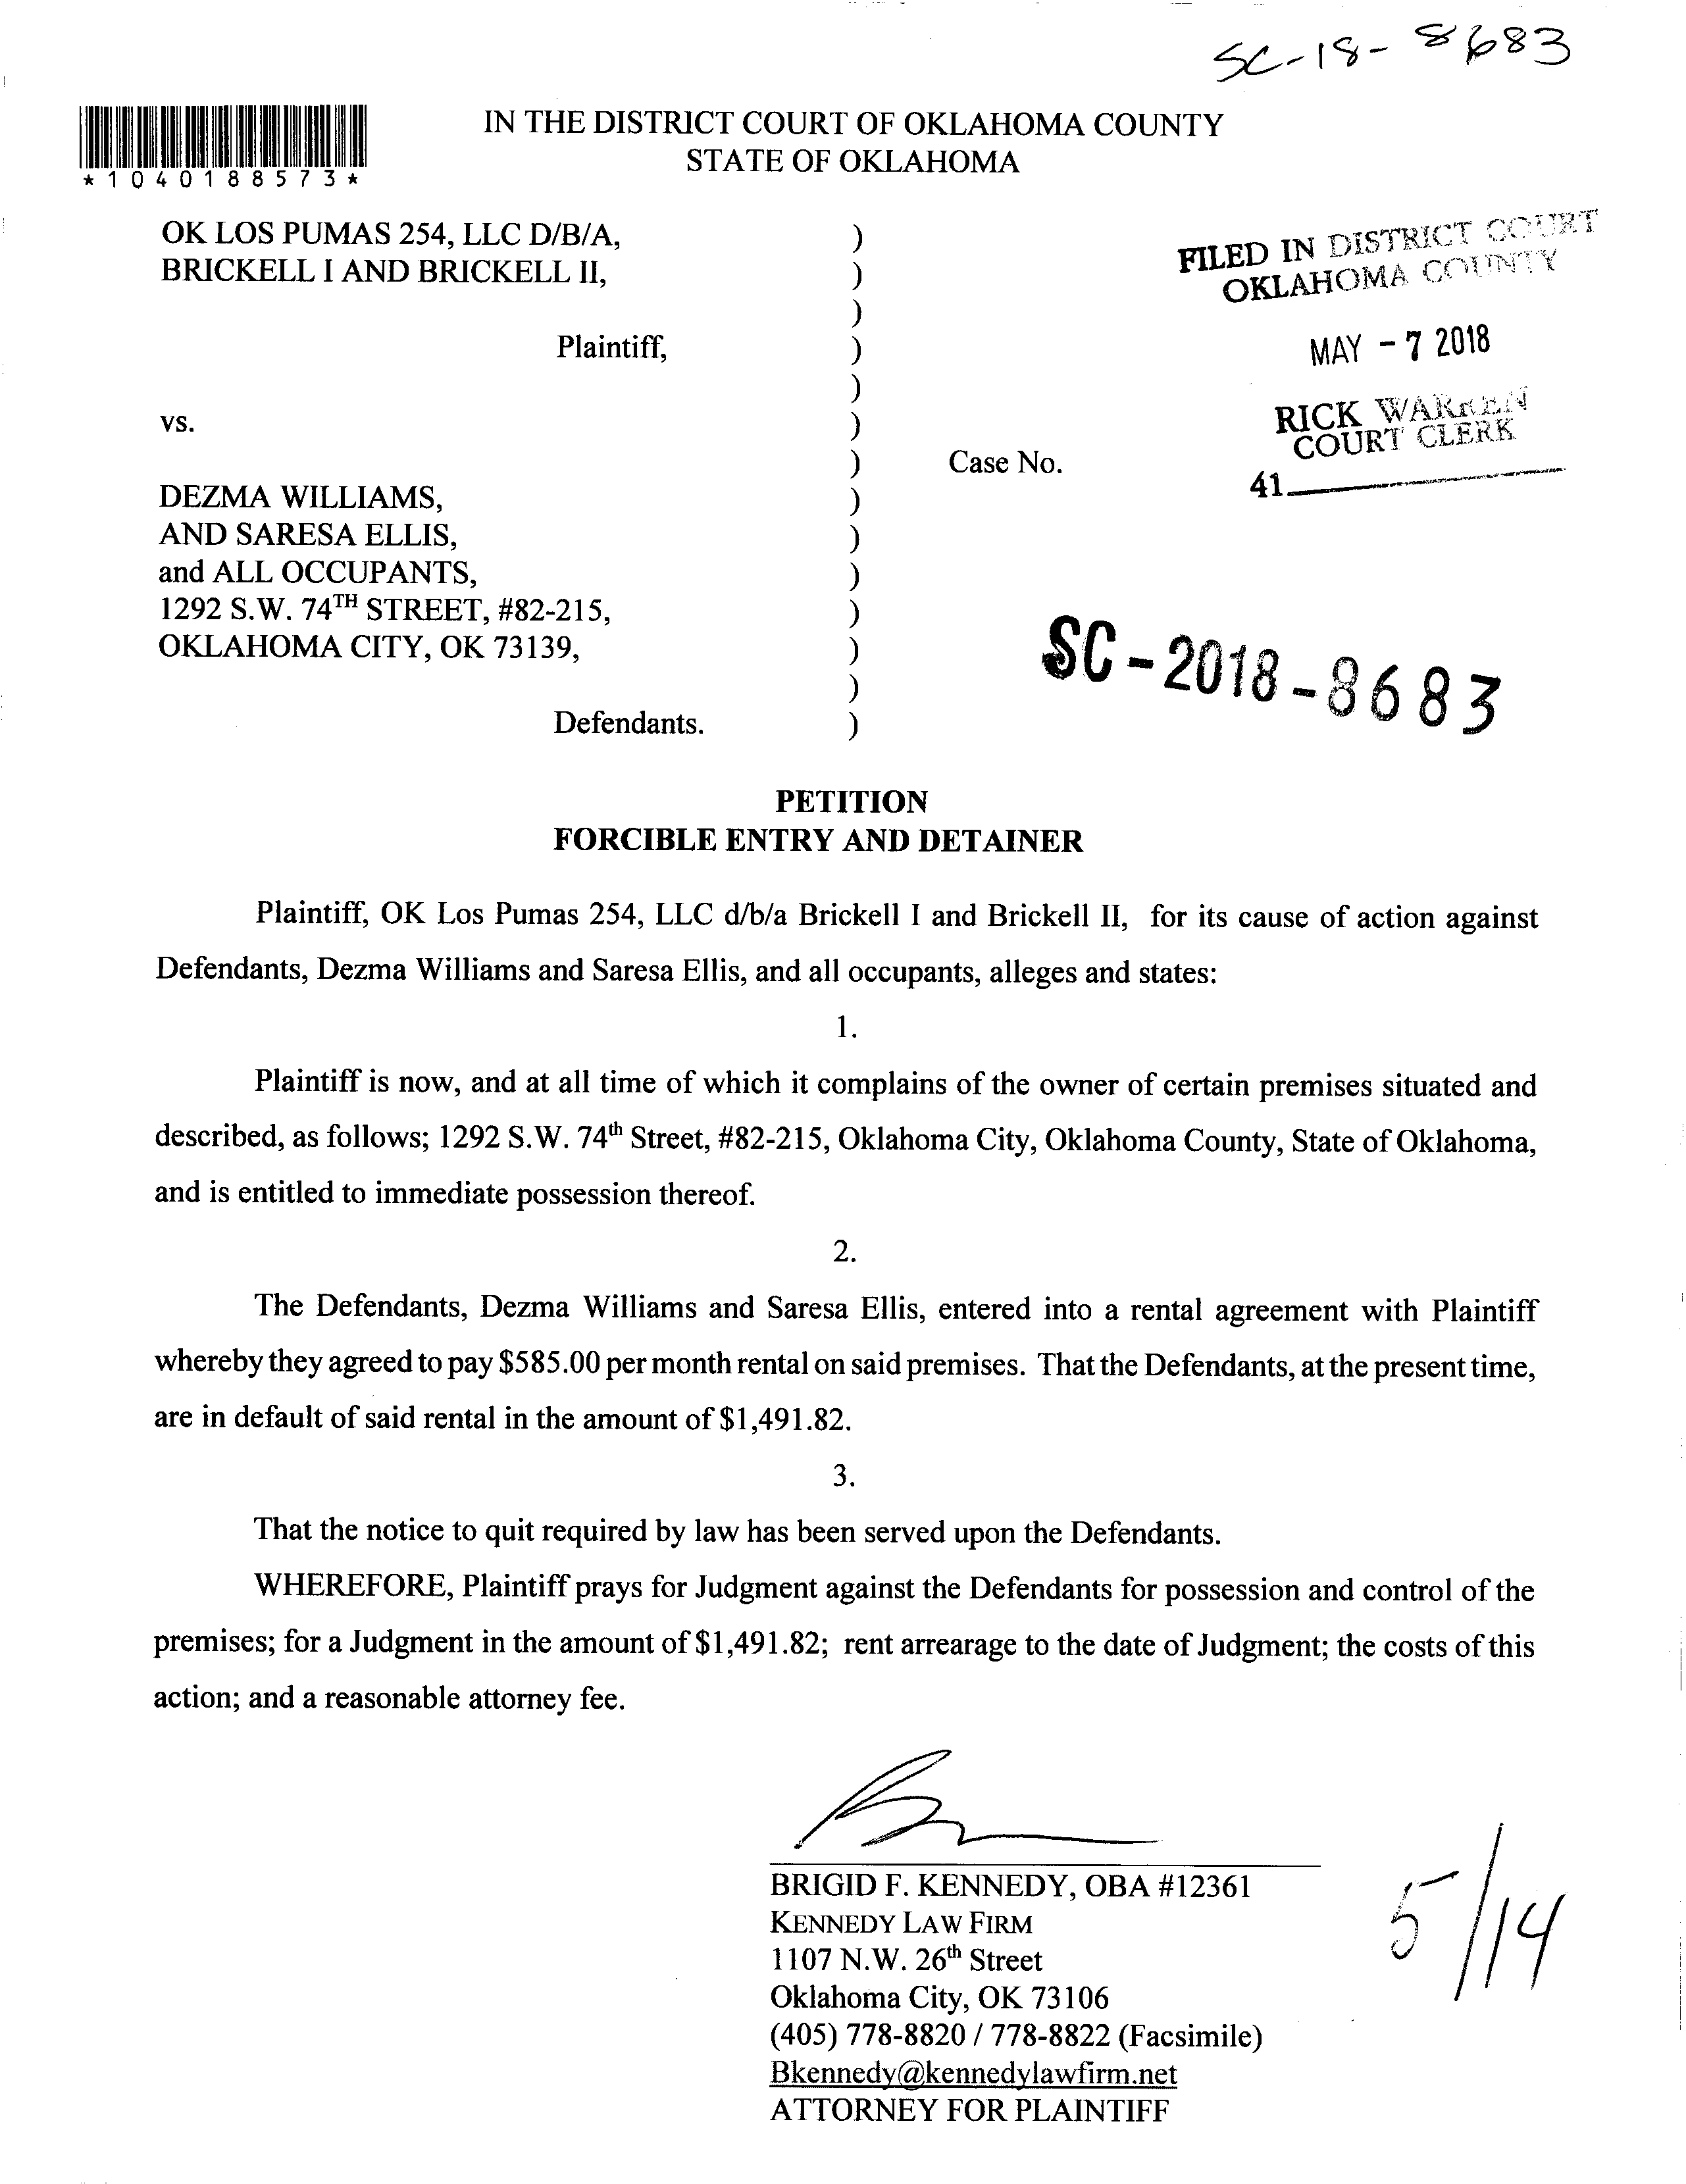 SC-18-8683
IN THE DISTRICT COURT OF OKLAHOMA COUNTY
STATE OF OKLAHOMA
*1040188573*
OK LOS PUMAS 254, LLC D/B/A, )
BRICKELL I AND BRICKELL II, )
)
Plaintiff, )
)
vs. )
) Case No.
DEZMA WILLIAMS, )
AND SARESA ELLIS, )
and ALL OCCUPANTS, )
1292 S.W. 74TH STREET, #82-215, )
OKLAHOMA CITY, OK 73139, )
)
Defendants. )
FILED IN DISTRICT COURT
OKLAHOMA COUNTY
MAY - 7 2018
RICK WARREN
COURT CLERK
41
SC-2018-8683
PETITION
FORCIBLE ENTRY AND DETAINER
Plaintiff, OK Los Pumas 254, LLC d/b/a Brickell I and Brickell II, for its cause of action against
Defendants, Dezma Williams and Saresa Ellis, and all occupants, alleges and states:
1.
Plaintiff is now, and at all time of which it complains of the owner of certain premises situated and
described, as follows; 1292 S.W. 74th Street, #82-215, Oklahoma City, Oklahoma County, State of Oklahoma,
and is entitled to immediate possession thereof.
2.
The Defendants, Dezma Williams and Saresa Ellis, entered into a rental agreement with Plaintiff
whereby they agreed to pay $585.00 per month rental on said premises. That the Defendants, at the present time,
are in default of said rental in the amount of $1,491.82.
3.
That the notice to quit required by law has been served upon the Defendants.
WHEREFORE, Plaintiff prays for Judgment against the Defendants for possession and control of the
premises; for a Judgment in the amount of $1,491.82; rent arrearage to the date of Judgment; the costs of this
action; and a reasonable attorney fee.
BRIGID F. KENNEDY, OBA #12361
KENNEDY LAW FIRM
1107 N.W. 26th Street
Oklahoma City, OK 73106
(405) 778-8820 / 778-8822 (Facsimile)
Bkennedy@kennedylawfirm.net
ATTORNEY FOR PLAINTIFF
5/14